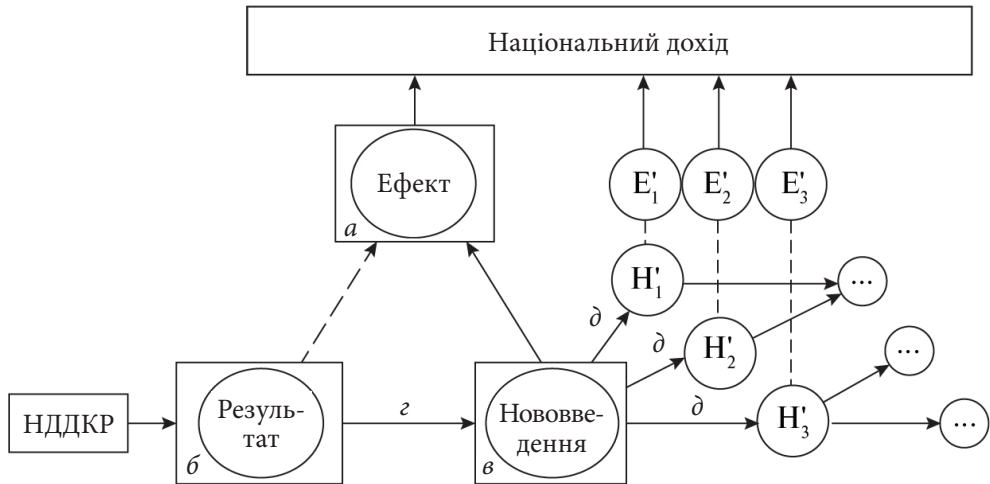 Національний дохід
Ефект
а
E'1
E'2
E'3
Н'1
...
д
д
Н'2
...
НДДКР
Резуль-
тат
б
г
Нововве-
дення
в
д
Н'3
...